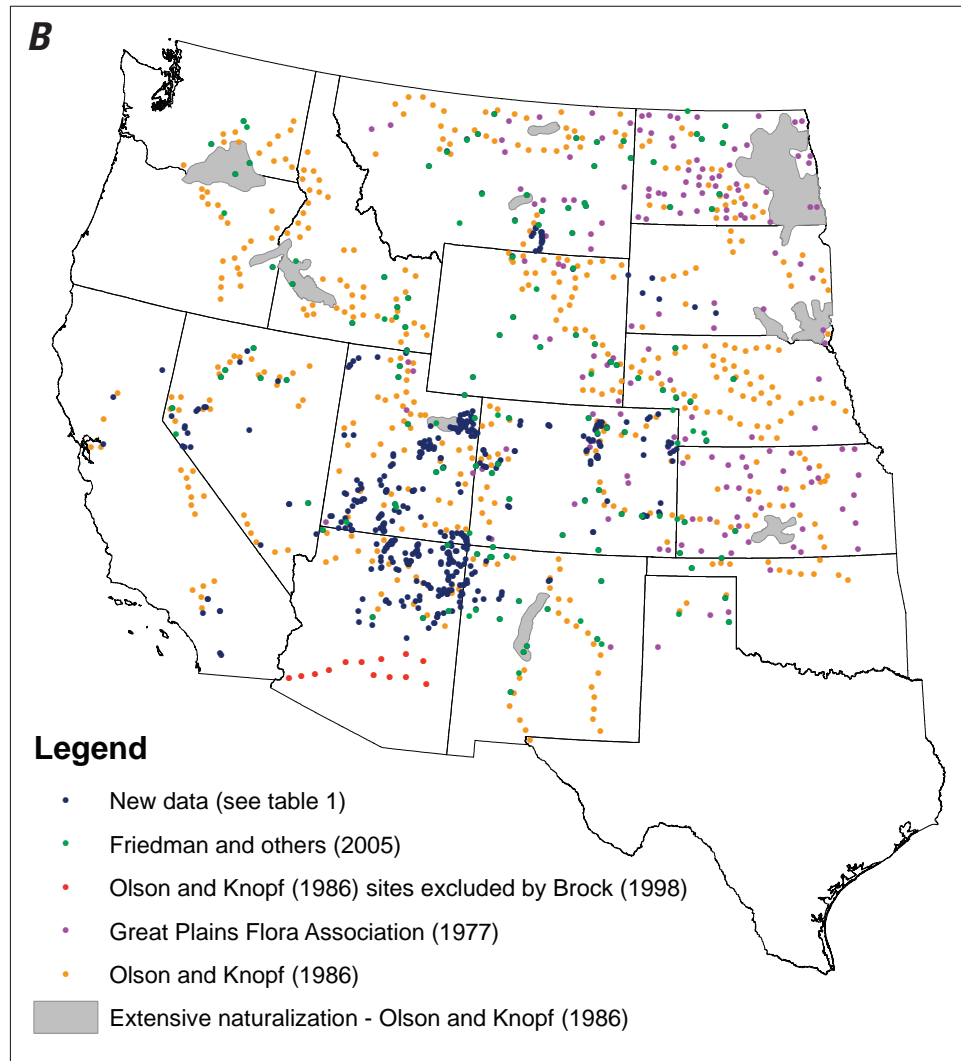 B
Legend
New data (see table 1)
Friedman and others (2005)
Olson and Knopf (1986) sites excluded by Brock (1998)
Great Plains Flora Association (1977)
Olson and Knopf (1986)
Extensive naturalization - Olson and Knopf (1986)